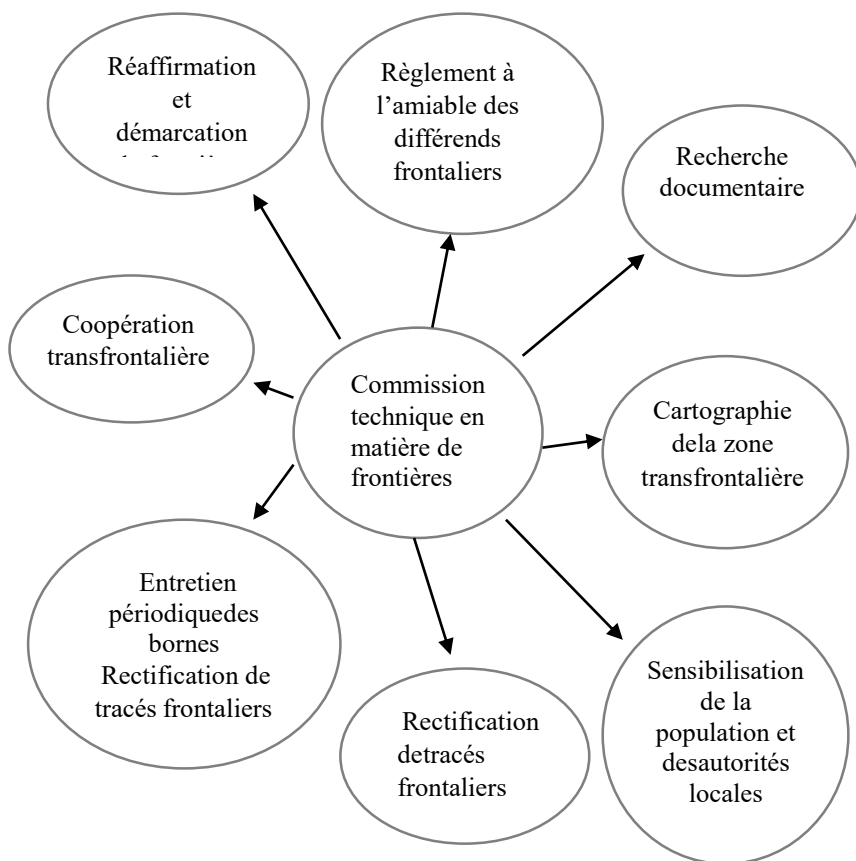 Réaffirmation
et
démarcation
Règlement à
l’amiable des
différends
frontaliers
Recherche
documentaire
Coopération
transfrontalière
Commission
technique en
matière de
frontières
Cartographie
dela zone
transfrontalière
Entretien
périodiquedes
bornes
Rectification de
tracés frontaliers
Rectification
detracés
frontaliers
Sensibilisation
de la
population et
desautorités
locales